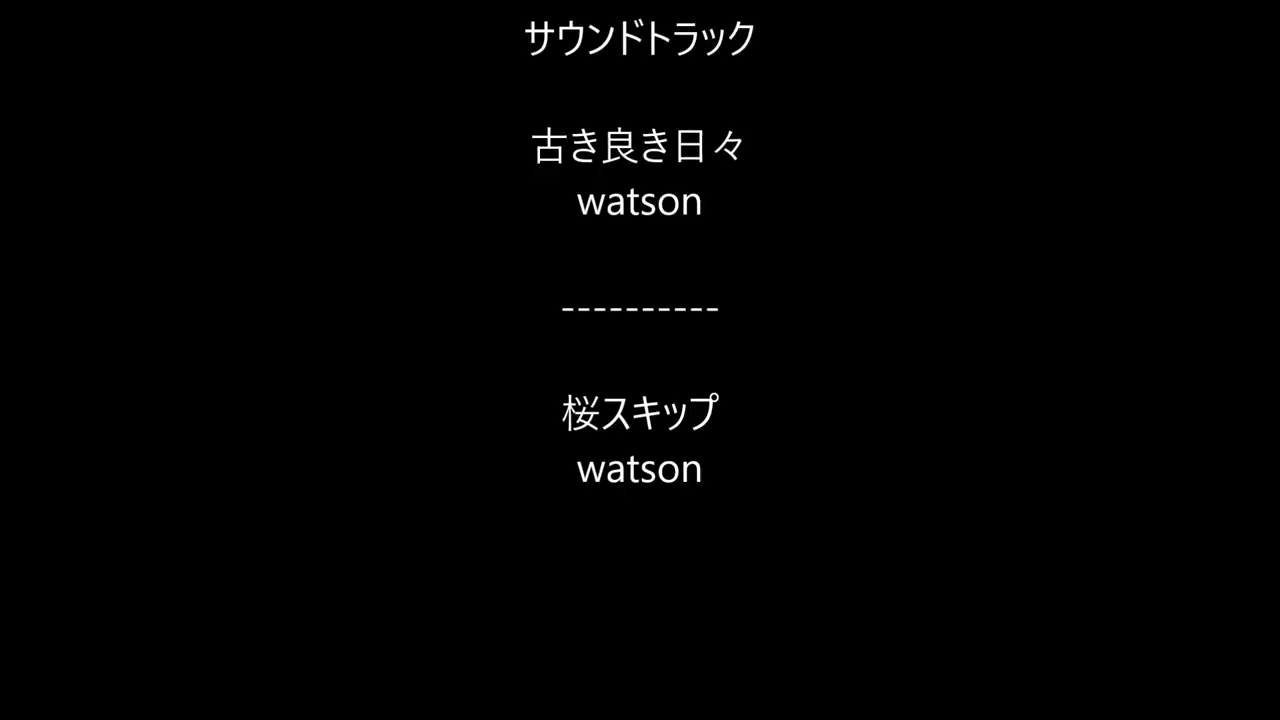 サウンドトラック
古き良き日々
watson
----------
桜スキップ
watson